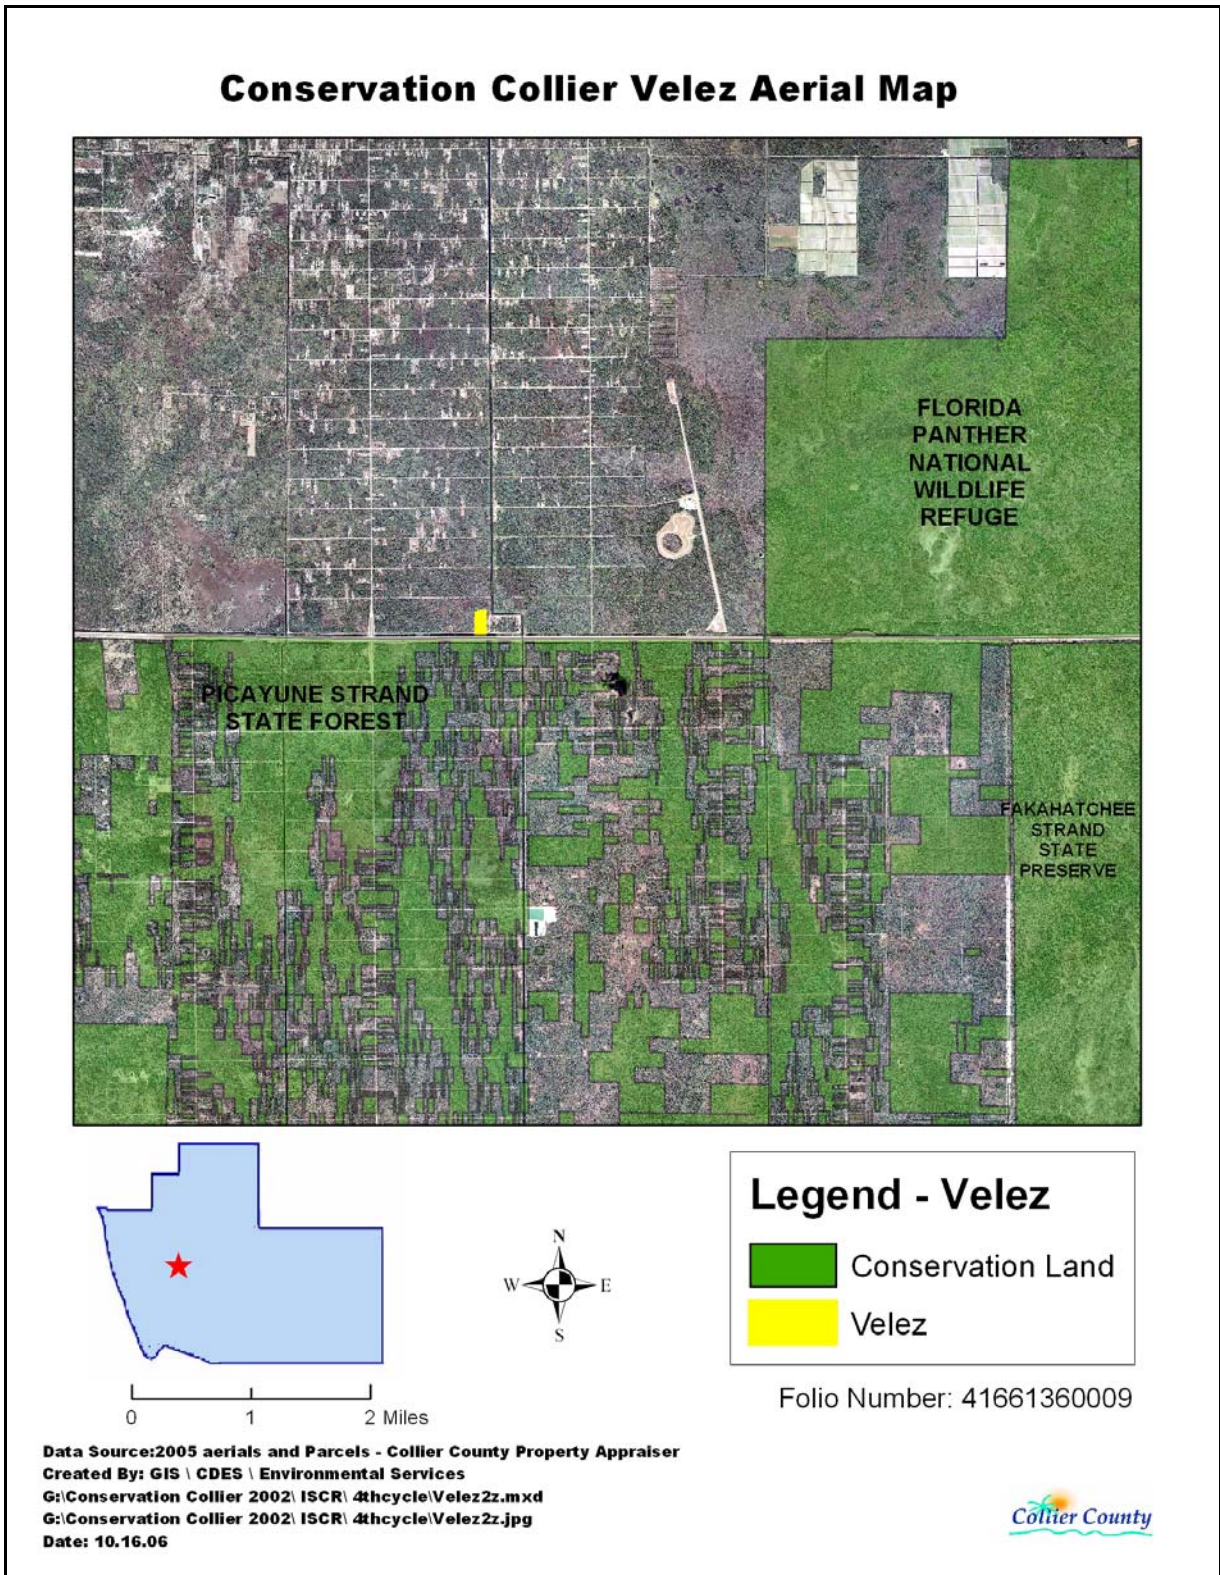 Conservation Collier Velez Aerial Map
FLORIDA
PANTHER
NATIONAL
WILDLIFE
REFUGE
PICAYUNE STRAND
STATE FOREST
FAKAHATCHEE
STRAND
STATE
PRESERVE
N
W
E
S
Legend - Velez
Conservation Land
Velez
0 1 2 Miles
Folio Number: 41661360009
Data Source:2005 aerials and Parcels - Collier County Property Appraiser
Created By: GIS \ CDES \ Environmental Services
G:\Conservation Collier 2002\ ISCR\ 4thcycle\Velez2z.mxd
G:\Conservation Collier 2002\ ISCR\ 4thcycle\Velez2z.jpg
Date: 10.16.06
Collier County